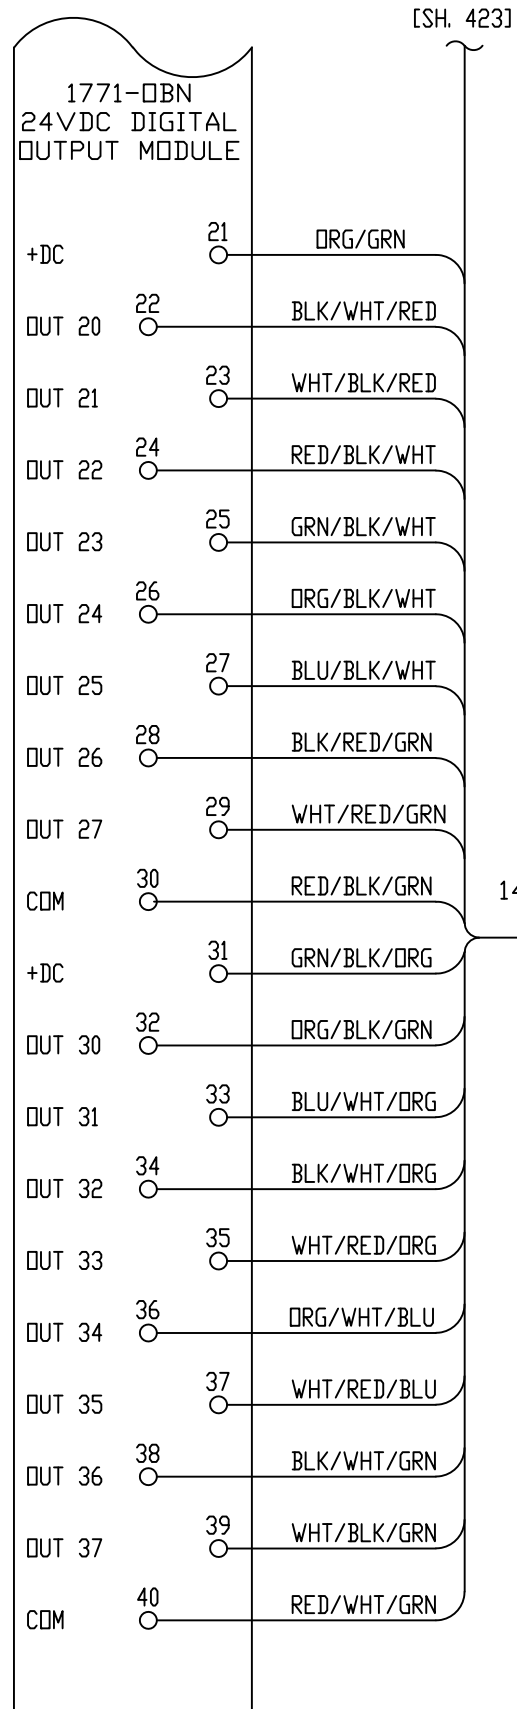 [SH. 423]
1771-OBN
24VDC DIGITAL
OUTPUT MODULE
+DC 21 ORG/GRN
OUT 20 22 BLK/WHT/RED
OUT 21 23 WHT/BLK/RED
OUT 22 24 RED/BLK/WHT
OUT 23 25 GRN/BLK/WHT
OUT 24 26 ORG/BLK/WHT
OUT 25 27 BLU/BLK/WHT
OUT 26 28 BLK/RED/GRN
OUT 27 29 WHT/RED/GRN
COM 30 RED/BLK/GRN
14
+DC 31 GRN/BLK/ORG
OUT 30 32 ORG/BLK/GRN
OUT 31 33 BLU/WHT/ORG
OUT 32 34 BLK/WHT/ORG
OUT 33 35 WHT/RED/ORG
OUT 34 36 ORG/WHT/BLU
OUT 35 37 WHT/RED/BLU
OUT 36 38 BLK/WHT/GRN
OUT 37 39 WHT/BLK/GRN
COM 40 RED/WHT/GRN